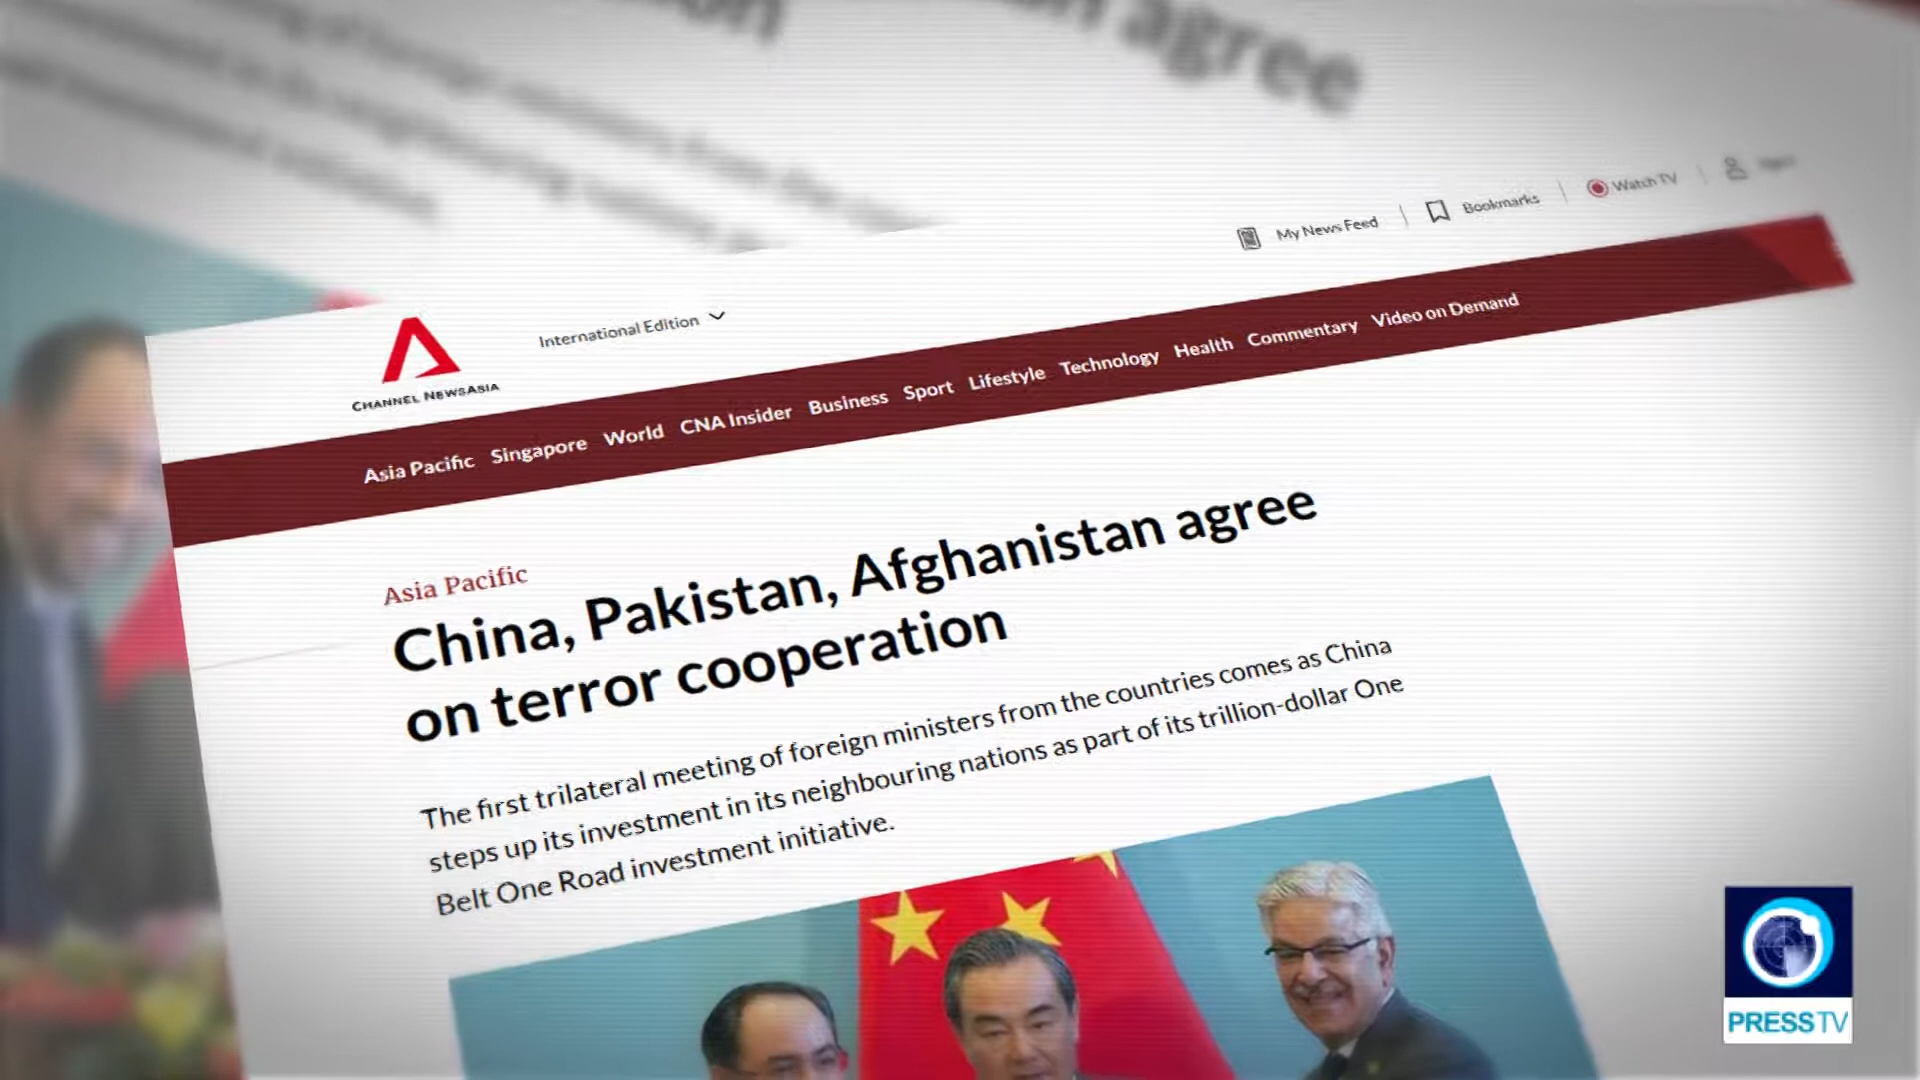 agree
My News Feed
Bookmarks
Watch TV
International Edition
CHANNEL NEWSASIA
Asia Pacific Singapore World CNA Insider Business Sport Lifestyle Technology Health Commentary Video on Demand
Asia Pacific
China, Pakistan, Afghanistan agree
on terror cooperation
The first trilateral meeting of foreign ministers from the countries comes as China
steps up its investment in its neighbouring nations as part of its trillion-dollar One
Belt One Road investment initiative.
PRESS TV